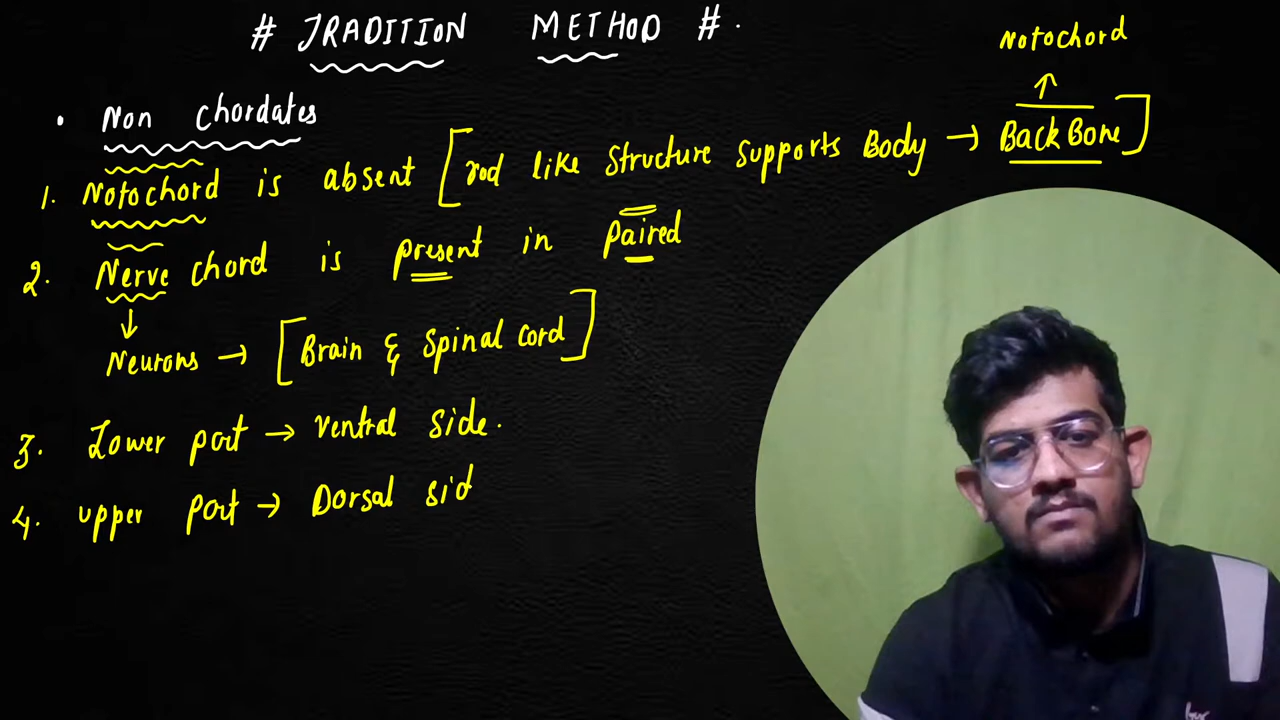 # TRADITION METHOD #.
Notochord
↑
• Non Chordates
1. Notochord is absent [rod like Structure Supports Body → Back Bone]
2. Nerve chord is present in paired
↓
Neurons → [Brain & Spinal cord]
3. Lower part → ventral side.
4. upper part → Dorsal sid